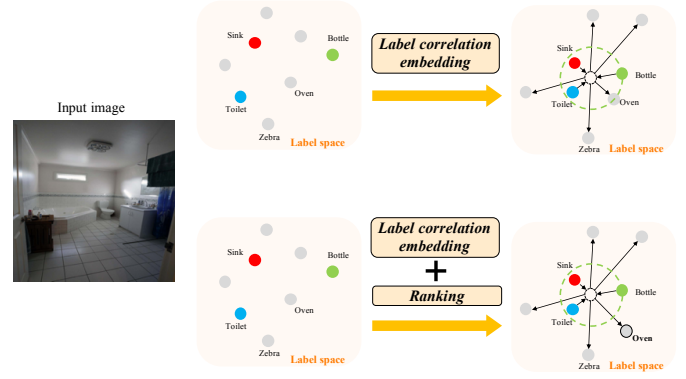 Input image
Sink
Bottle
Oven
Toilet
Zebra
Label space
Label correlation
embedding
Sink
Bottle
Oven
Toilet
Zebra
Label space
Sink
Bottle
Oven
Toilet
Zebra
Label space
Label correlation
embedding
+
Ranking
Sink
Bottle
Toilet
Oven
Zebra
Label space